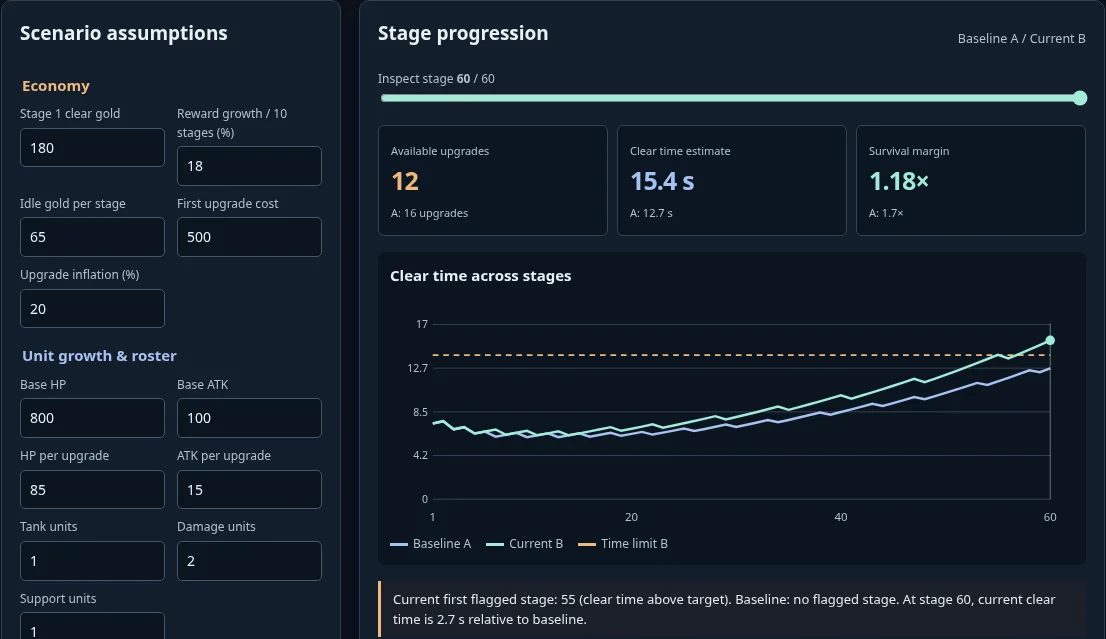 Scenario assumptions
Economy
Stage 1 clear gold
180
Reward growth / 10
stages (%)
18
Idle gold per stage
65
First upgrade cost
500
Upgrade inflation (%)
20
Unit growth & roster
Base HP
800
Base ATK
100
HP per upgrade
85
ATK per upgrade
15
Tank units
1
Damage units
2
Support units
1
Stage progression
Baseline A / Current B
Inspect stage 60 / 60
Available upgrades
12
A: 16 upgrades
Clear time estimate
15.4 s
A: 12.7 s
Survival margin
1.18×
A: 1.7×
Clear time across stages
17
12.7
8.5
4.2
0
1 20 40 60
Baseline A Current B Time limit B
Current first flagged stage: 55 (clear time above target). Baseline: no flagged stage. At stage 60, current clear
time is 2.7 s relative to baseline.